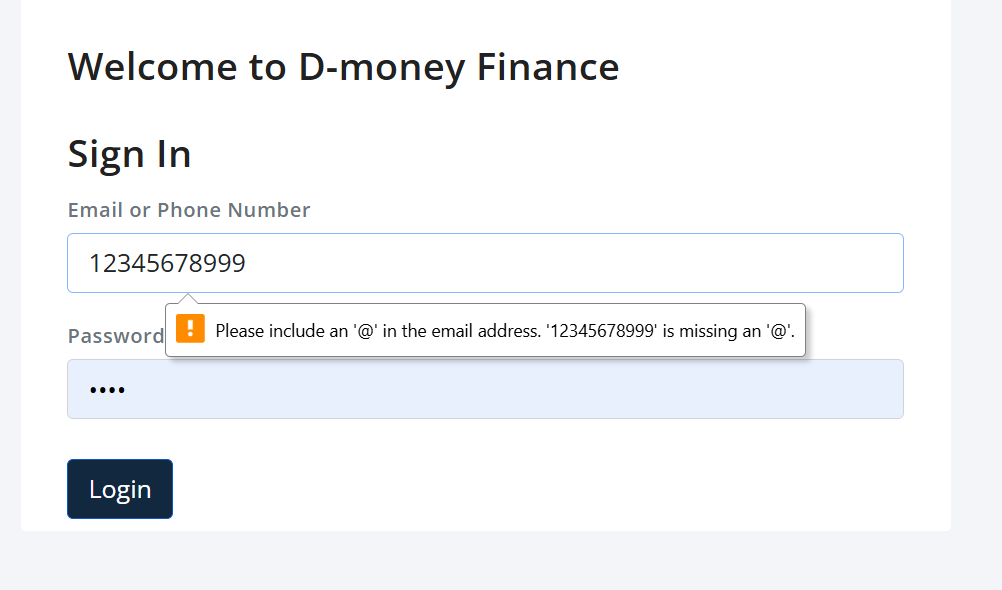 Welcome to D-money Finance
Sign In
Email or Phone Number
12345678999
Please include an '@' in the email address. '12345678999' is missing an '@'.
Password
••••
Login